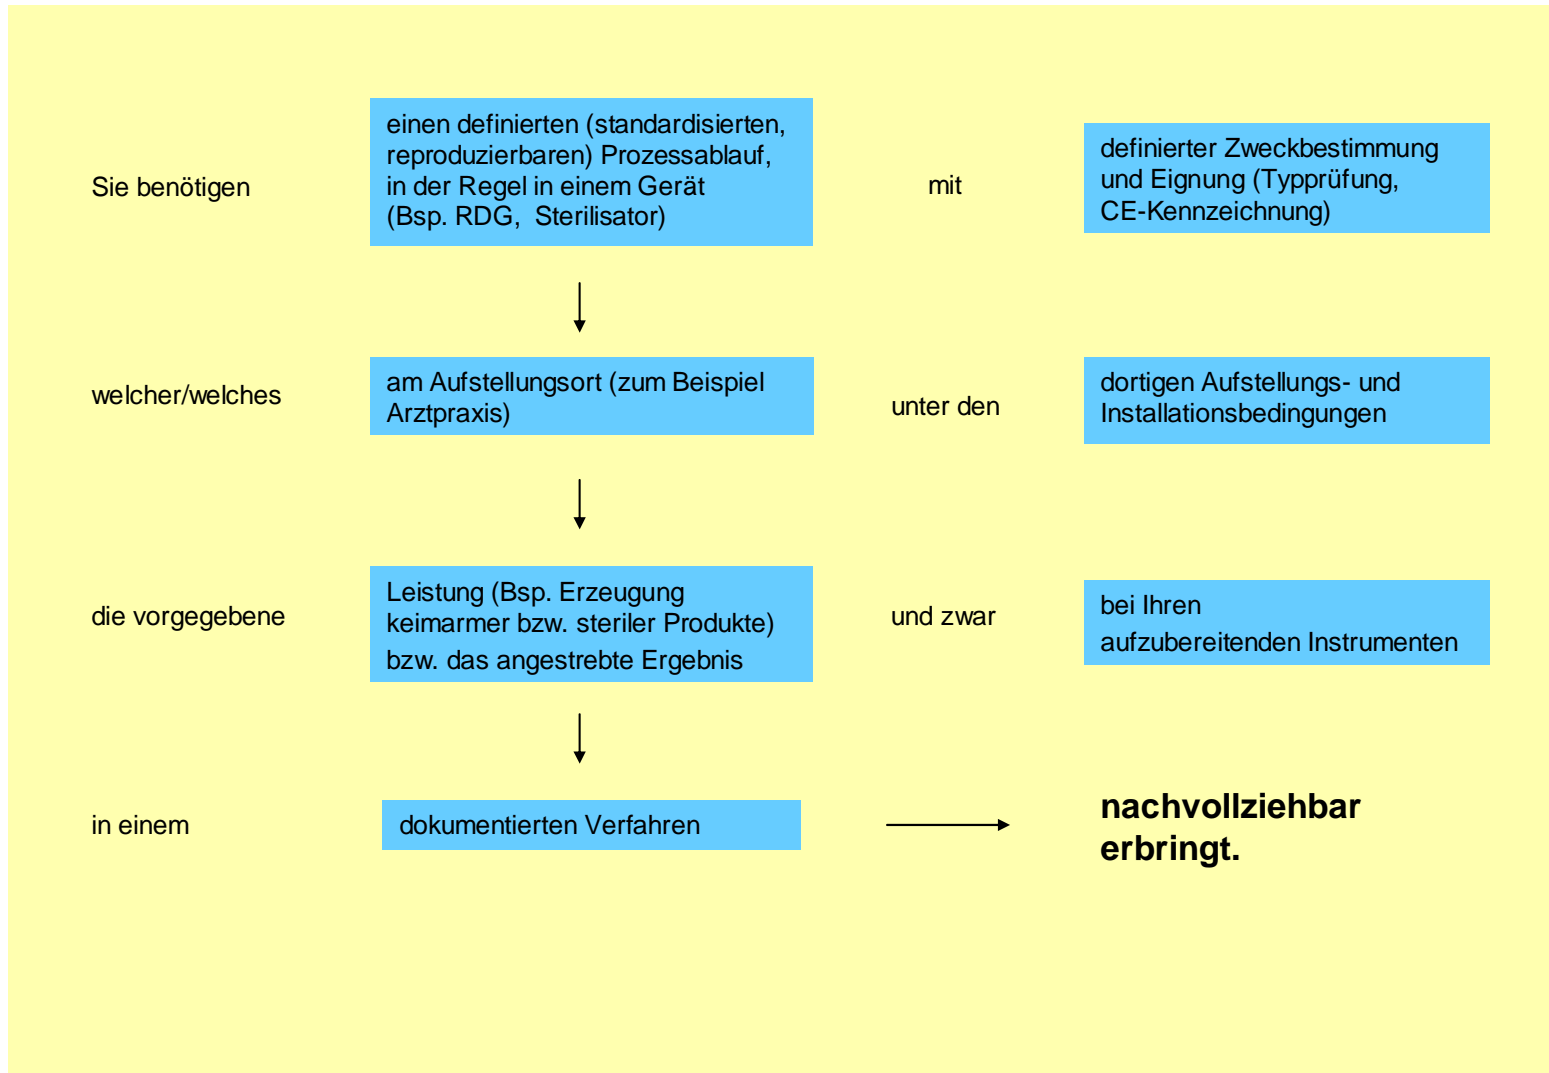 Sie benötigen
einen definierten (standardisierten,
reproduzierbaren) Prozessablauf,
in der Regel in einem Gerät
(Bsp. RDG, Sterilisator)
mit
definierter Zweckbestimmung
und Eignung (Typprüfung,
CE-Kennzeichnung)
welcher/welches
am Aufstellungsort (zum Beispiel
Arztpraxis)
unter den
dortigen Aufstellungs- und
Installationsbedingungen
die vorgegebene
Leistung (Bsp. Erzeugung
keimarmer bzw. steriler Produkte)
bzw. das angestrebte Ergebnis
und zwar
bei Ihren
aufzubereitenden Instrumenten
in einem
dokumentierten Verfahren
nachvollziehbar
erbringt.